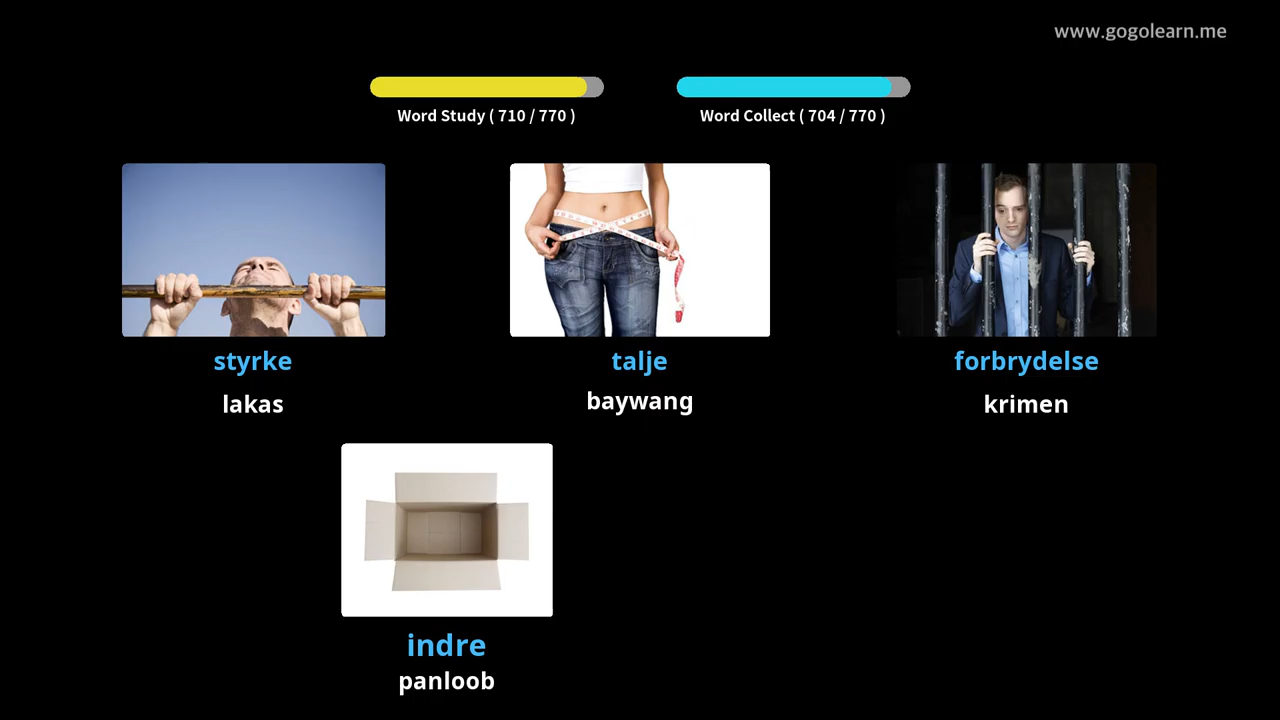 www.gogolearn.me
Word Study ( 710 / 770 )
Word Collect ( 704 / 770 )
styrke
talje
forbrydelse
lakas
baywang
krimen
indre
panloob